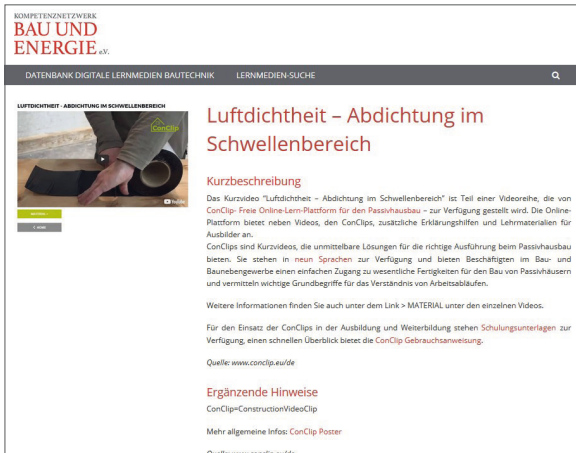 KOMPETENZNETZWERK
BAU UND
ENERGIE e.V.
DATENBANK DIGITALE LERNMEDIEN BAUTECHNIK LERNMEDIEN-SUCHE
LUFTDICHTHEIT - ABDICHTUNG IM SCHWELLENBEREICH
ConClip
YouTube
Luftdichtheit – Abdichtung im
Schwellenbereich
Kurzbeschreibung
Das Kurzvideo “Luftdichtheit – Abdichtung im Schwellenbereich” ist Teil einer Videoreihe, die von
ConClip- Freie Online-Lern-Plattform für den Passivhausbau – zur Verfügung gestellt wird. Die Online-
Plattform bietet neben Videos, den ConClips, zusätzliche Erklärungshilfen und Lehrmaterialien für
Ausbilder an.
ConClips sind Kurzvideos, die unmittelbare Lösungen für die richtige Ausführung beim Passivhausbau
bieten. Sie stehen in neun Sprachen zur Verfügung und bieten Beschäftigten im Bau- und
Baunebengewerbe einen einfachen Zugang zu wesentliche Fertigkeiten für den Bau von Passivhäusern
und vermitteln wichtige Grundbegriffe für das Verständnis von Arbeitsabläufen.
Weitere Informationen finden Sie auch unter dem Link > MATERIAL unter den einzelnen Videos.
Für den Einsatz der ConClips in der Ausbildung und Weiterbildung stehen Schulungsunterlagen zur
Verfügung, einen schnellen Überblick bietet die ConClip Gebrauchsanweisung.
Quelle: www.conclip.eu/de
Ergänzende Hinweise
ConClip=ConstructionVideoClip
Mehr allgemeine Infos: ConClip Poster
Quelle: www.conclip.eu/de